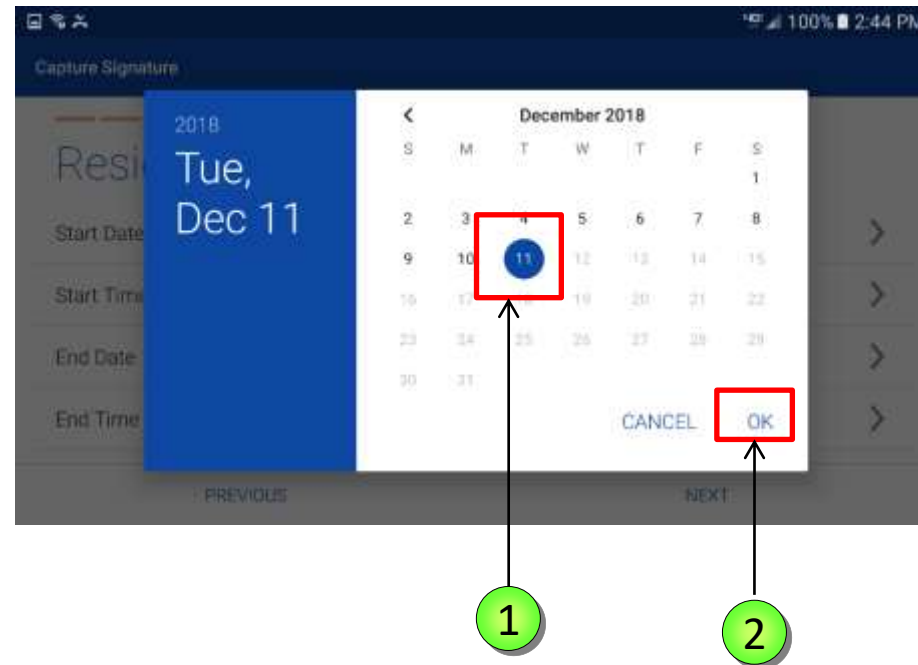 100% 2:44 PM
Capture Signature
2018
Tue,
Dec 11
December 2018
S M T W T F S
1
2 3 4 5 6 7 8
9 10 11 12 13 14 15
16 17 18 19 20 21 22
23 24 25 26 27 28 29
30 31
CANCEL OK
Resi
Start Date
Start Time
End Date
End Time
PREVIOUS NEXT
1 2